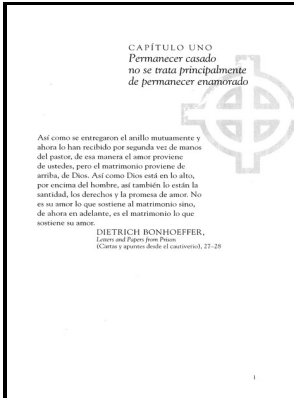 CAPÍTULO UNO
Permanecer casado
no se trata principalmente
de permanecer enamorado
Así como se entregaron el anillo mutuamente y
ahora lo han recibido por segunda vez de manos
del pastor, de esa manera el amor proviene
de ustedes, pero el matrimonio proviene de
arriba, de Dios. Así como Dios está en lo alto,
por encima del hombre, así también lo están la
santidad, los derechos y la promesa de amor. No
es su amor lo que sostiene al matrimonio sino,
de ahora en adelante, es el matrimonio lo que
sostiene su amor.
DIETRICH BONHOEFFER,
Letters and Papers from Prison
(Cartas y apuntes desde el cautiverio), 27–28
1